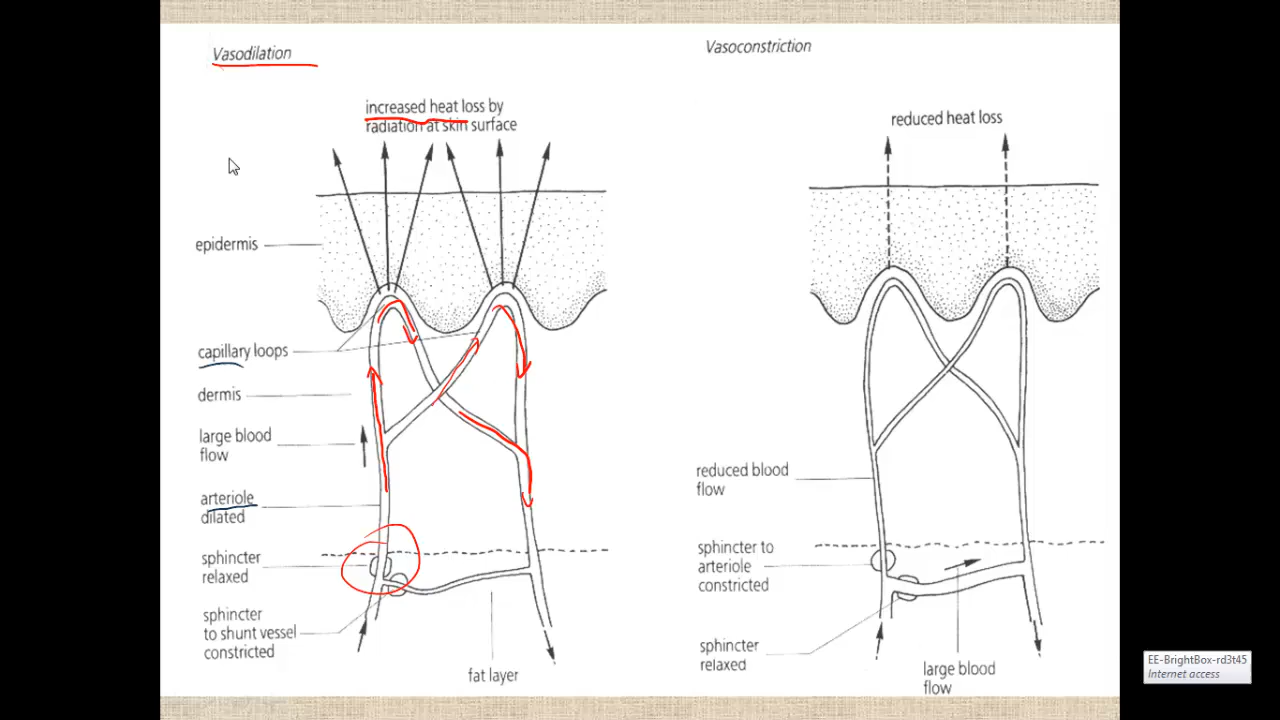 Vasodilation
increased heat loss by
radiation at skin surface
epidermis
capillary loops
dermis
large blood
flow
arteriole
dilated
sphincter
relaxed
sphincter
to shunt vessel
constricted
fat layer
Vasoconstriction
reduced heat loss
reduced blood
flow
sphincter to
arteriole
constricted
sphincter
relaxed
large blood
flow
EE-BrightBox-rd3t45
Internet access